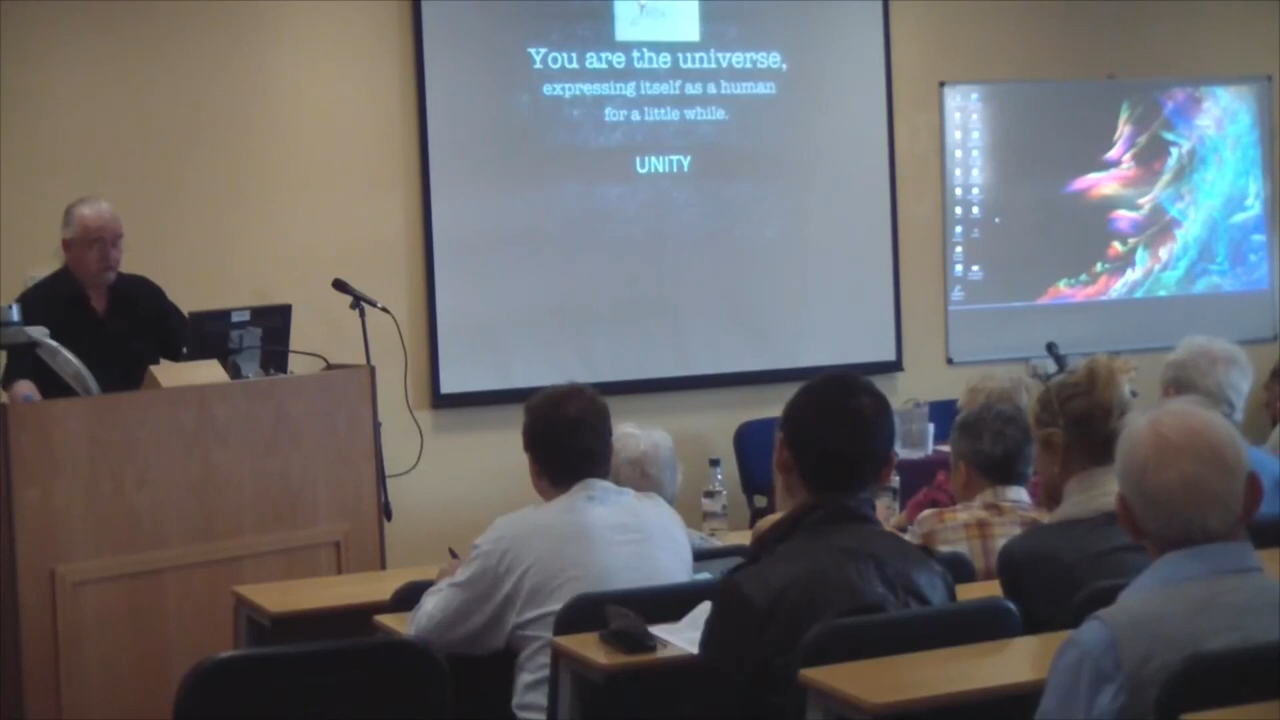 You are the universe,
expressing itself as a human
for a little while.
UNITY